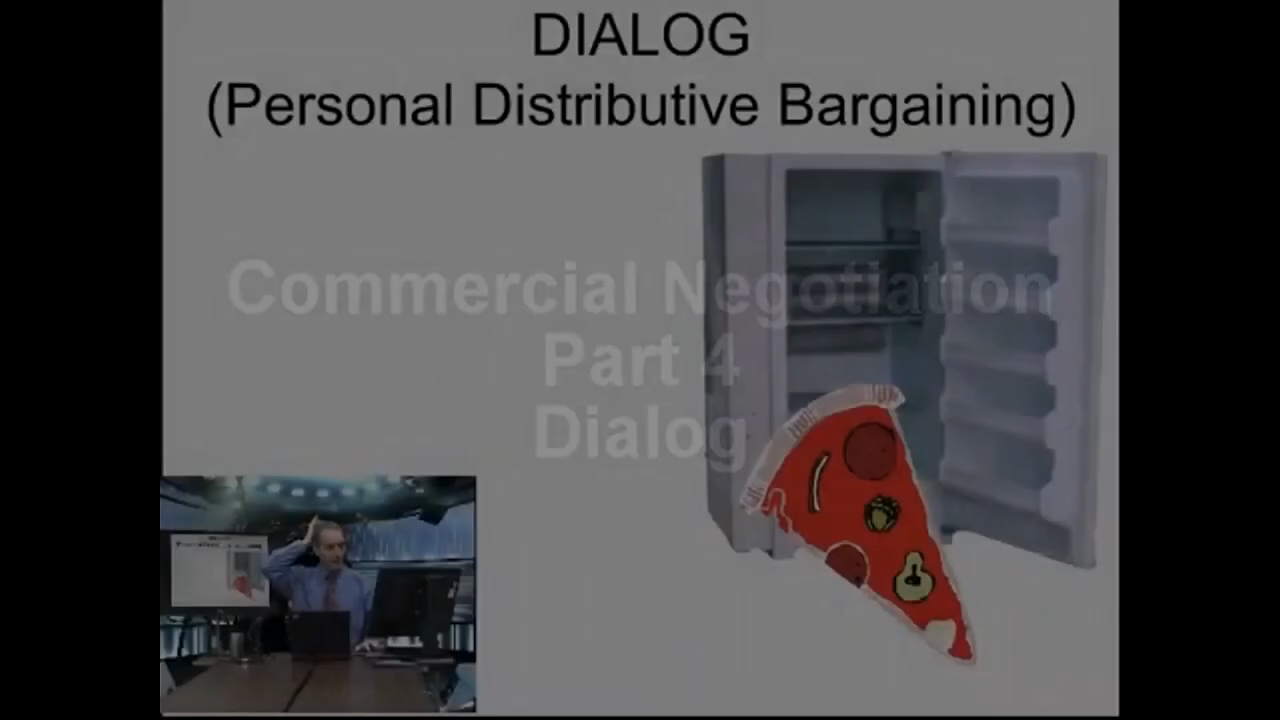 DIALOG
(Personal Distributive Bargaining)
Commercial Negotiation
Part 4
Dialog